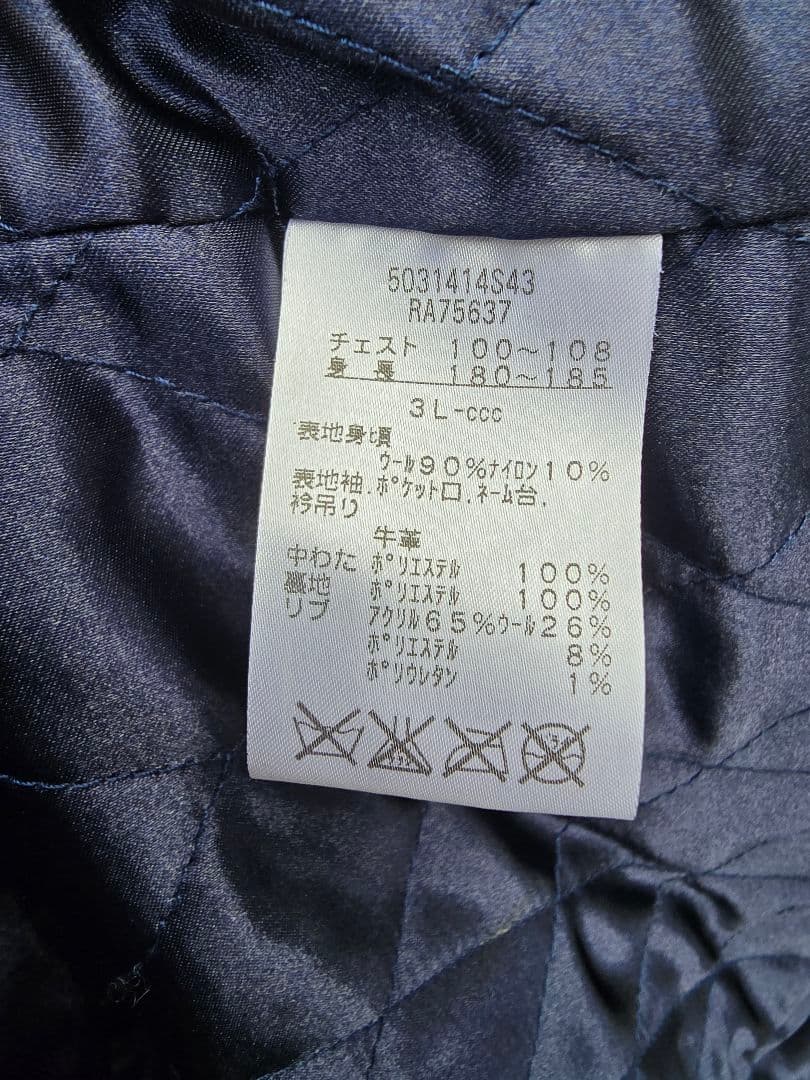 5031414S43
RA75637
チェスト 100～108
身長 180～185
3L-ccc
表地身頃
ウール90%ナイロン10%
表地袖.ポケット口.ネーム台.
衿吊り
牛革
中わた ポリエステル 100%
裏地 ポリエステル 100%
リブ アクリル65%ウール26%
ポリエステル 8%
ポリウレタン 1%